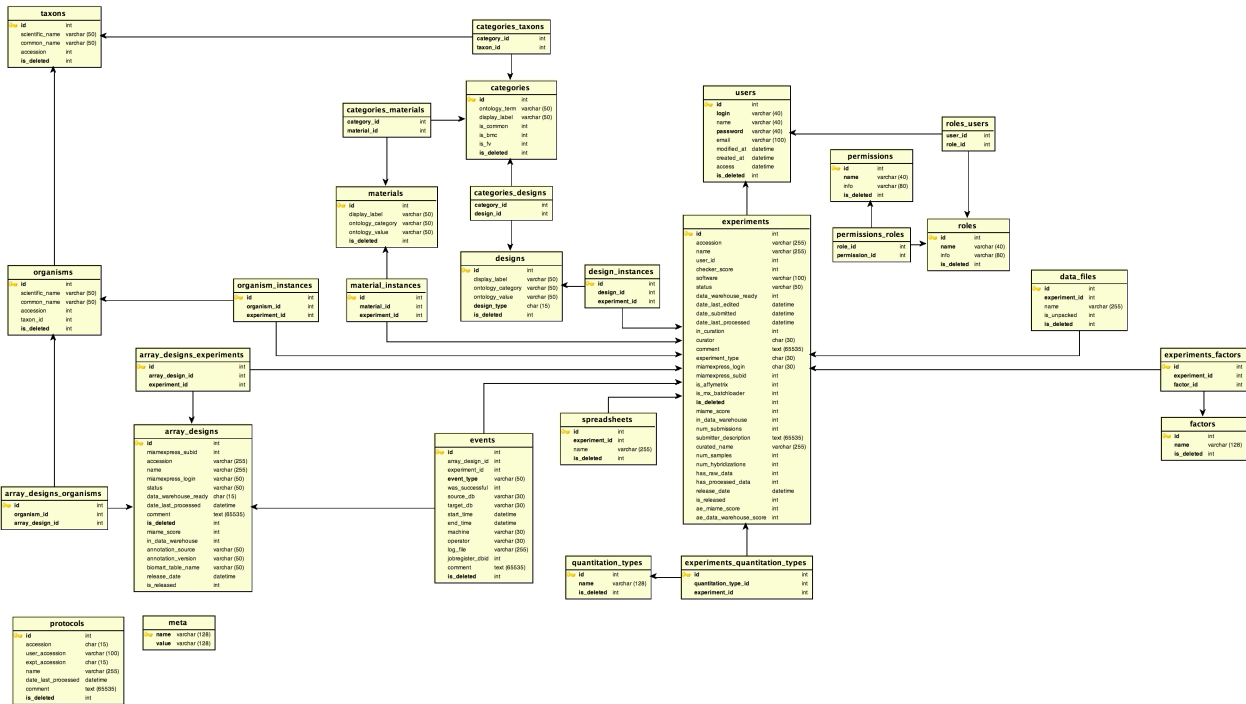 taxons
id int
scientific_name varchar (50)
common_name varchar (50)
accession int
is_deleted int
categories_taxons
category_id int
taxon_id int
categories
id int
ontology_term varchar (50)
display_label varchar (50)
is_common int
is_bmc int
is_fv int
is_deleted int
categories_materials
category_id int
material_id int
users
id int
login varchar (40)
name varchar (40)
password varchar (40)
email varchar (100)
modified_at datetime
created_at datetime
access datetime
is_deleted int
roles_users
user_id int
role_id int
permissions
id int
name varchar (40)
info varchar (80)
is_deleted int
materials
id int
display_label varchar (50)
ontology_category varchar (50)
ontology_value varchar (50)
is_deleted int
categories_designs
category_id int
design_id int
permissions_roles
role_id int
permission_id int
roles
id int
name varchar (40)
info varchar (80)
is_deleted int
experiments
id int
accession varchar (255)
name varchar (255)
user_id int
checker_score int
software varchar (100)
status varchar (50)
data_warehouse_ready int
date_last_edited datetime
date_submitted datetime
date_last_processed datetime
in_curation int
curator char (30)
comment text (65535)
experiment_type char (30)
miamexpress_login char (30)
miamexpress_subid int
is_affymetrix int
is_mx_batchloader int
is_deleted int
miame_score int
in_data_warehouse int
num_submissions int
submitter_description text (65535)
curated_name varchar (255)
num_samples int
num_hybridizations int
has_raw_data int
has_processed_data int
release_date datetime
is_released int
ae_miame_score int
ae_data_warehouse_score int
designs
id int
display_label varchar (50)
ontology_category varchar (50)
ontology_value varchar (50)
design_type char (15)
is_deleted int
design_instances
id int
design_id int
experiment_id int
organisms
id int
scientific_name varchar (50)
common_name varchar (50)
accession int
taxon_id int
is_deleted int
organism_instances
id int
organism_id int
experiment_id int
material_instances
id int
material_id int
experiment_id int
data_files
id int
experiment_id int
name varchar (255)
is_unpacked int
is_deleted int
array_designs_experiments
id int
array_design_id int
experiment_id int
experiments_factors
id int
experiment_id int
factor_id int
factors
id int
name varchar (128)
is_deleted int
spreadsheets
id int
experiment_id int
name varchar (255)
is_deleted int
array_designs
id int
miamexpress_subid int
accession varchar (255)
name varchar (255)
miamexpress_login varchar (50)
status varchar (50)
data_warehouse_ready char (15)
date_last_processed datetime
comment text (65535)
is_deleted int
miame_score int
in_data_warehouse int
annotation_source varchar (50)
annotation_version varchar (50)
biomart_table_name varchar (50)
release_date datetime
is_released int
events
id int
array_design_id int
experiment_id int
event_type varchar (50)
was_successful int
source_db varchar (30)
target_db varchar (30)
start_time datetime
end_time datetime
machine varchar (30)
operator varchar (30)
log_file varchar (255)
jobregister_dbid int
comment text (65535)
is_deleted int
array_designs_organisms
id int
organism_id int
array_design_id int
quantitation_types
id int
name varchar (128)
is_deleted int
experiments_quantitation_types
id int
quantitation_type_id int
experiment_id int
protocols
id int
accession char (15)
user_accession varchar (100)
expt_accession char (15)
name varchar (255)
date_last_processed datetime
comment text (65535)
is_deleted int
meta
name varchar (128)
value varchar (128)